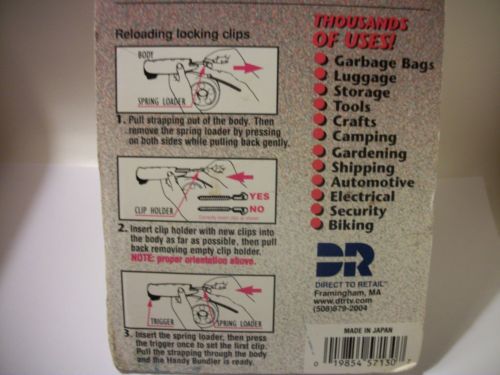 Reloading locking clips
BODY
SPRING LOADER
1. Pull strapping out of the body. Then
remove the spring loader by pressing
on both sides while pulling back gently.
YES
NO
CLIP HOLDER
2. Insert clip holder with new clips into
the body as far as possible, then pull
back removing empty clip holder.
NOTE: proper orientation above.
TRIGGER
SPRING LOADER
3. Insert the spring loader, then press
the trigger once to set the first clip.
Pull the strapping through the body
and the Handy Bundler is ready.
THOUSANDS
OF USES!
Garbage Bags
Luggage
Storage
Tools
Crafts
Camping
Gardening
Shipping
Automotive
Electrical
Security
Biking
DR
DIRECT TO RETAIL™
Framingham, MA
www.dtrtv.com
(508)879-2004
MADE IN JAPAN
0 19854 57130 7